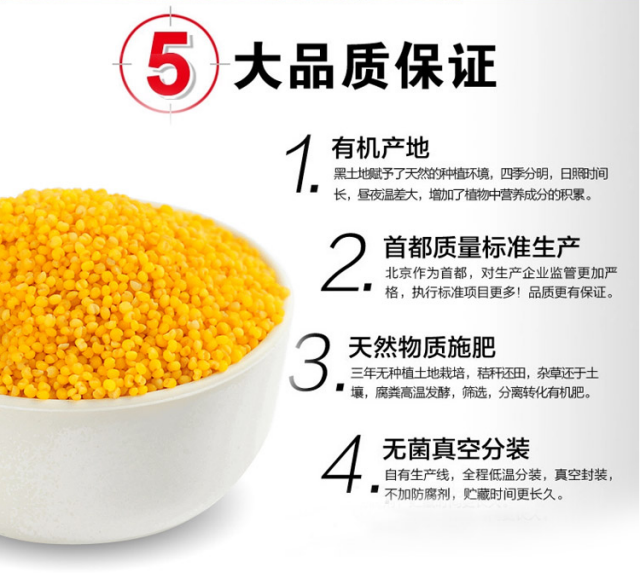 5大品质保证
1. 有机产地
黑土地赋予了天然的种植环境，四季分明，日照时间
长，昼夜温差大，增加了植物中营养成分的积累。
2. 首都质量标准生产
北京作为首都，对生产企业监管更加严
格，执行标准项目更多！品质更有保证。
3. 天然物质施肥
三年无种植土地栽培，秸秆还田，杂草还于土
壤，腐粪高温发酵，筛选，分离转化有机肥。
4. 无菌真空分装
自有生产线，全程低温分装，真空封装，
不加防腐剂，贮藏时间更长久。